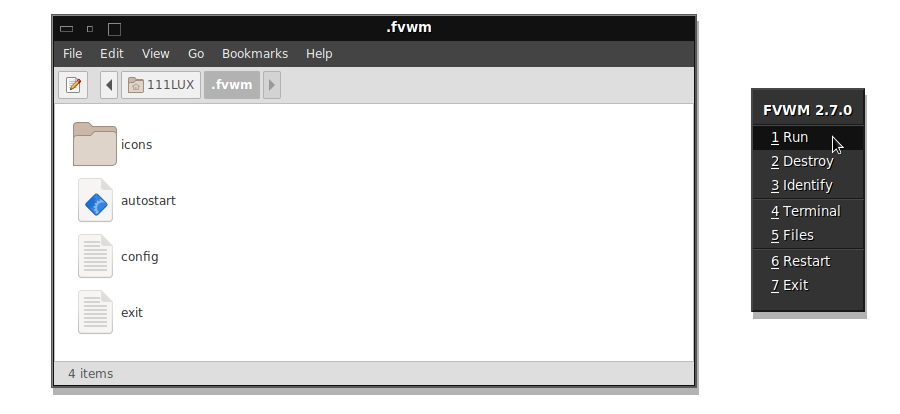 .fvwm
File Edit View Go Bookmarks Help
111LUX .fvwm
icons
autostart
config
exit
4 items
FVWM 2.7.0
1 Run
2 Destroy
3 Identify
4 Terminal
5 Files
6 Restart
7 Exit